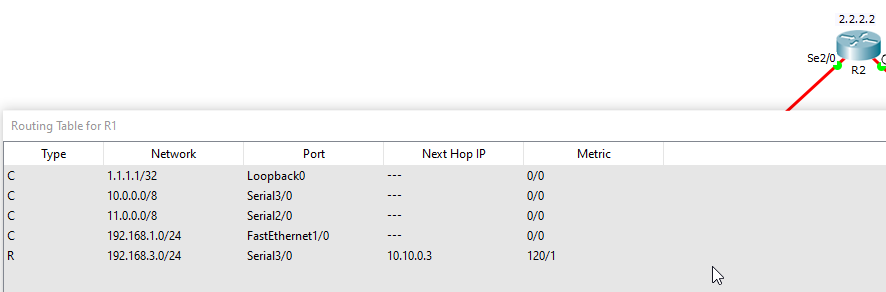 2.2.2.2
Se2/0
R2
Routing Table for R1
Type Network Port Next Hop IP Metric
C 1.1.1.1/32 Loopback0 --- 0/0
C 10.0.0.0/8 Serial3/0 --- 0/0
C 11.0.0.0/8 Serial2/0 --- 0/0
C 192.168.1.0/24 FastEthernet1/0 --- 0/0
R 192.168.3.0/24 Serial3/0 10.10.0.3 120/1